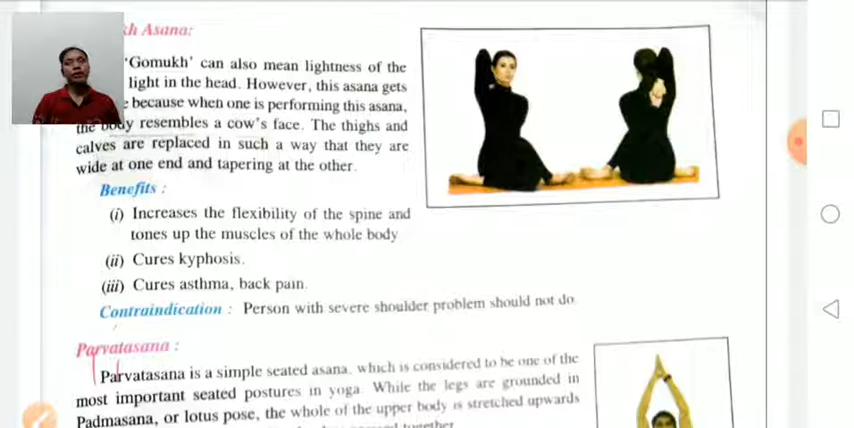 kh Asana:
'Gomukh' can also mean lightness of the
light in the head. However, this asana gets
because when one is performing this asana,
the body resembles a cow's face. The thighs and
calves are replaced in such a way that they are
wide at one end and tapering at the other.
Benefits :
(i) Increases the flexibility of the spine and
tones up the muscles of the whole body
(ii) Cures kyphosis.
(iii) Cures asthma, back pain.
Contraindication : Person with severe shoulder problem should not do
Parvatasana :
Parvatasana is a simple seated asana, which is considered to be one of the
most important seated postures in yoga. While the legs are grounded in
Padmasana, or lotus pose, the whole of the upper body is stretched upwards
together